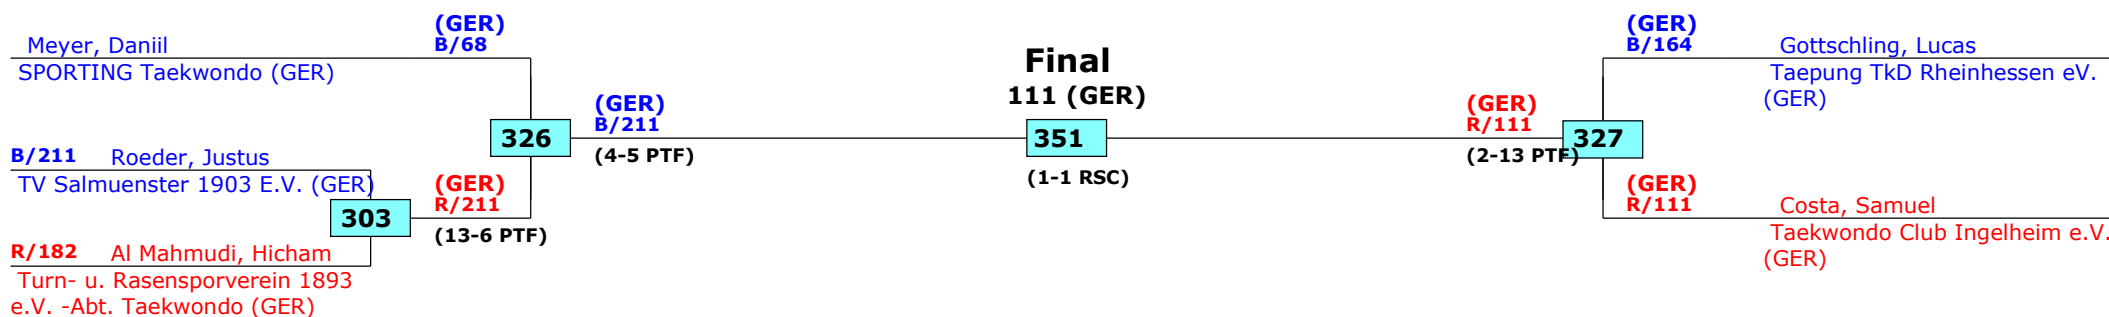 (GER)
B/68
Meyer, Daniil
SPORTING Taekwondo (GER)
B/211 Roeder, Justus
TV Salmuenster 1903 E.V. (GER)
303
R/182 Al Mahmudi, Hicham
Turn- u. Rasensporverein 1893
e.V. -Abt. Taekwondo (GER)
(GER)
R/211
(13-6 PTF)
326
(GER)
B/211
(4-5 PTF)
Final
111 (GER)
351
(1-1 RSC)
(GER)
R/111
(2-13 PTF)
327
(GER)
B/164
Gottschling, Lucas
Taepung TkD Rheinhessen eV.
(GER)
(GER)
R/111
Costa, Samuel
Taekwondo Club Ingelheim e.V.
(GER)